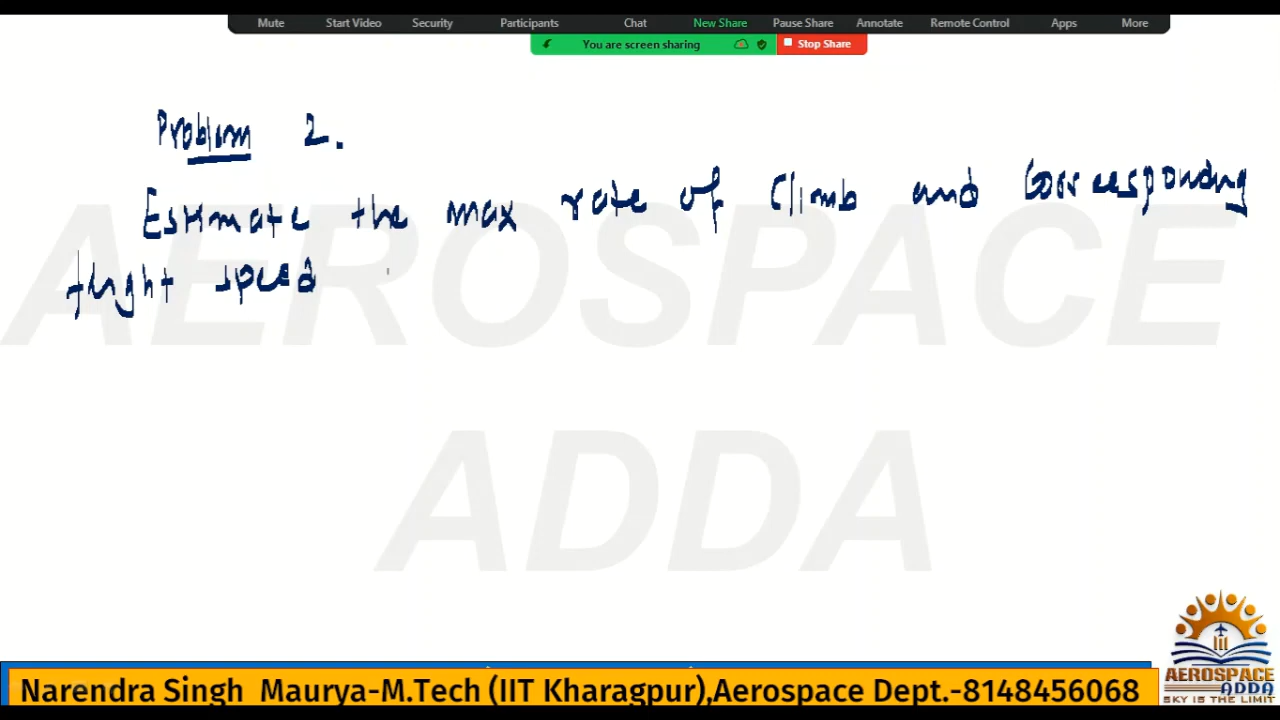 Mute Start Video Security Participants Chat New Share Pause Share Annotate Remote Control Apps More
You are screen sharing Stop Share
Problem 2.
Estimate the max rate of Climb and Corresponding
flight speed
AEROSPACE
ADDA
Narendra Singh Maurya-M.Tech (IIT Kharagpur),Aerospace Dept.-8148456068
AEROSPACE
ADDA
SKY IS THE LIMIT